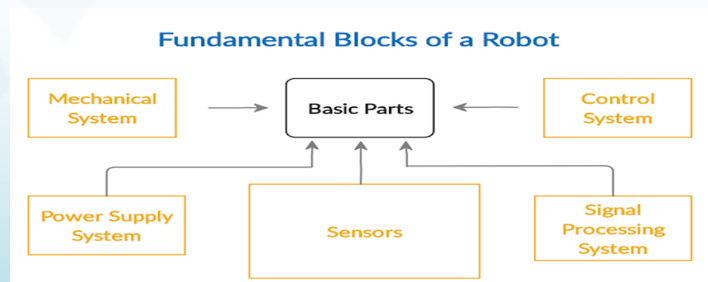 Fundamental Blocks of a Robot
Mechanical
System
Basic Parts
Control
System
Power Supply
System
Sensors
Signal
Processing
System